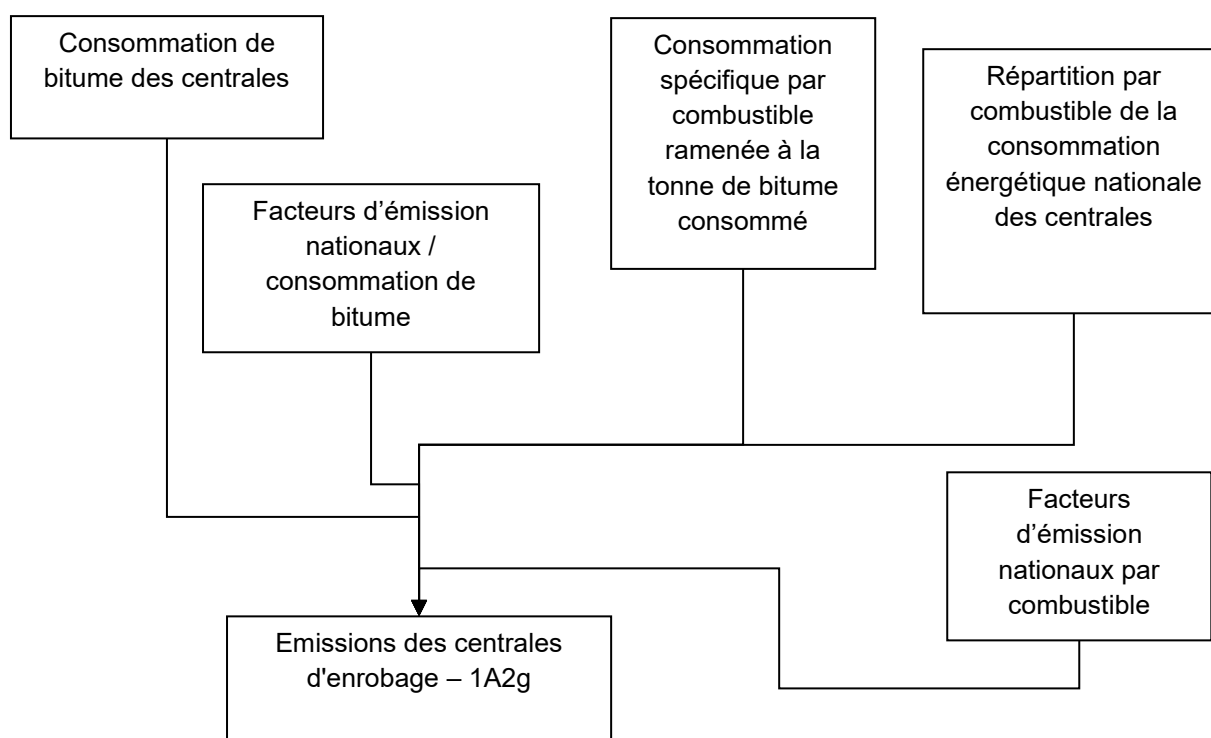 Consommation de
bitume des centrales
Facteurs d’émission
nationaux /
consommation de
bitume
Consommation
spécifique par
combustible
ramenée à la
tonne de bitume
consommé
Répartition par
combustible de la
consommation
énergétique nationale
des centrales
Facteurs
d’émission
nationaux par
combustible
Emissions des centrales
d'enrobage – 1A2g